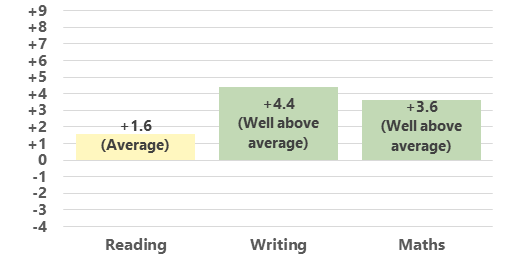 +9
+8
+7
+6
+5
+4
+3
+2
+1
0
-1
-2
-3
-4
+1.6
(Average)
+4.4
(Well above
average)
+3.6
(Well above
average)
Reading
Writing
Maths